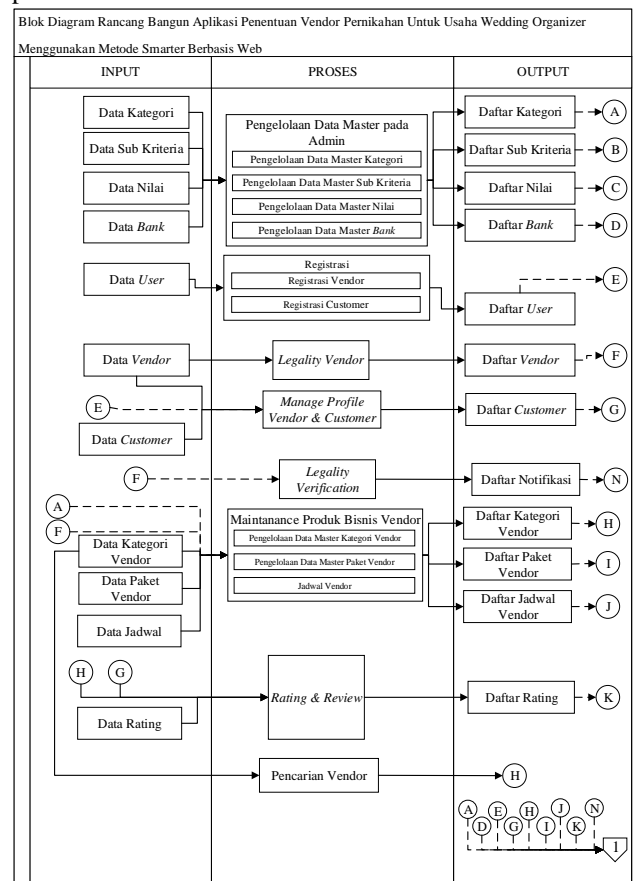 Blok Diagram Rancang Bangun Aplikasi Penentuan Vendor Pernikahan Untuk Usaha Wedding Organizer
Menggunakan Metode Smarter Berbasis Web
INPUT
PROSES
OUTPUT
Data Kategori
Data Sub Kriteria
Data Nilai
Data Bank
Pengelolaan Data Master pada
Admin
Pengelolaan Data Master Kategori
Pengelolaan Data Master Sub Kriteria
Pengelolaan Data Master Nilai
Pengelolaan Data Master Bank
Daftar Kategori
A
Daftar Sub Kriteria
B
Daftar Nilai
C
Daftar Bank
D
Data User
Registrasi
Registrasi Vendor
Registrasi Customer
Daftar User
E
Data Vendor
Legality Vendor
Daftar Vendor
F
E
Data Customer
Manage Profile
Vendor & Customer
Daftar Customer
G
F
Legality
Verification
Daftar Notifikasi
N
A
F
Data Kategori
Vendor
Data Paket
Vendor
Data Jadwal
Maintanance Produk Bisnis Vendor
Pengelolaan Data Master Kategori Vendor
Pengelolaan Data Master Paket Vendor
Jadwal Vendor
Daftar Kategori
Vendor
H
Daftar Paket
Vendor
I
Daftar Jadwal
Vendor
J
H
G
Data Rating
Rating & Review
Daftar Rating
K
Pencarian Vendor
H
A
D
E
G
H
I
J
K
N
1